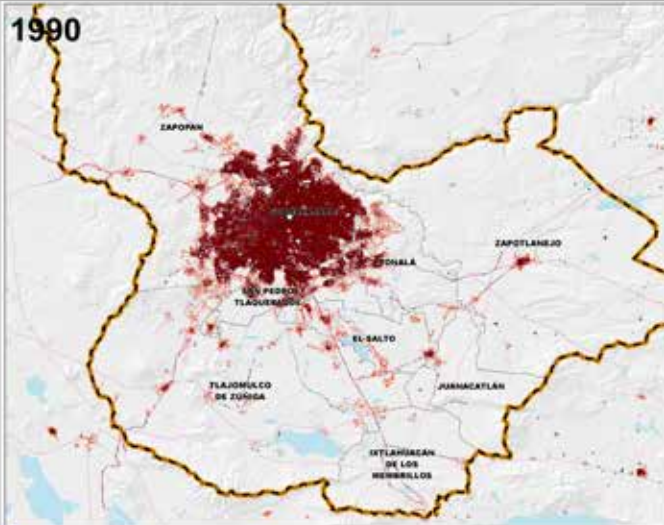 1990
ZAPOPAN
TONALÁ
ZAPOTLANEJO
SAN PEDRO
TLAQUEPAQUE
EL SALTO
TLAJOMULCO
DE ZÚÑIGA
JUANACATLÁN
IXTLAHUACÁN
DE LOS
MEMBRILLOS